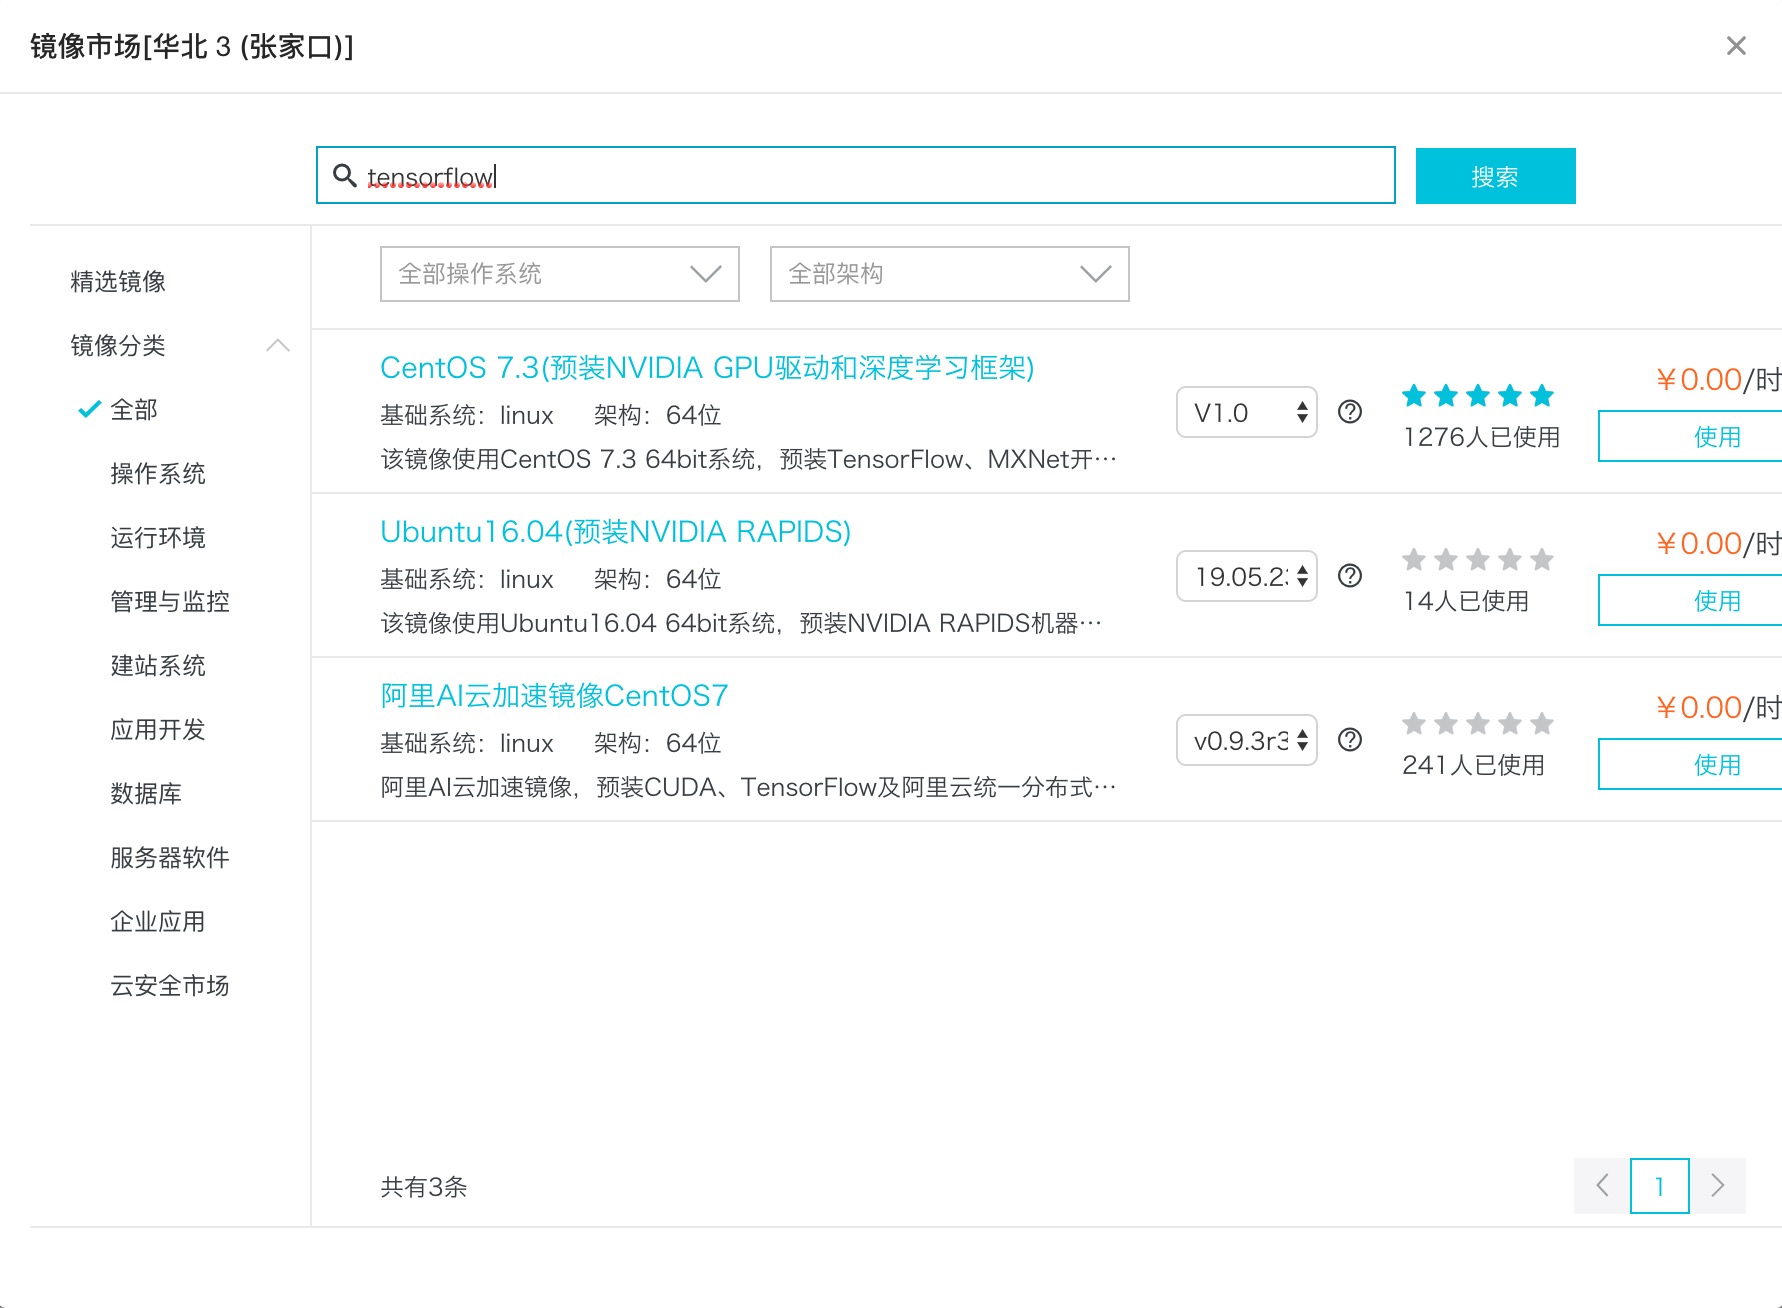 镜像市场[华北 3 (张家口)]
tensorflow
搜索
精选镜像
镜像分类
全部
操作系统
运行环境
管理与监控
建站系统
应用开发
数据库
服务器软件
企业应用
云安全市场
全部操作系统
全部架构
CentOS 7.3(预装NVIDIA GPU驱动和深度学习框架)
基础系统：linux 架构：64位
该镜像使用CentOS 7.3 64bit系统，预装TensorFlow、MXNet开…
V1.0
1276人已使用
¥0.00/时
使用
Ubuntu16.04(预装NVIDIA RAPIDS)
基础系统：linux 架构：64位
该镜像使用Ubuntu16.04 64bit系统，预装NVIDIA RAPIDS机器…
19.05.2
14人已使用
¥0.00/时
使用
阿里AI云加速镜像CentOS7
基础系统：linux 架构：64位
阿里AI云加速镜像，预装CUDA、TensorFlow及阿里云统一分布式…
v0.9.3r3
241人已使用
¥0.00/时
使用
共有3条
1